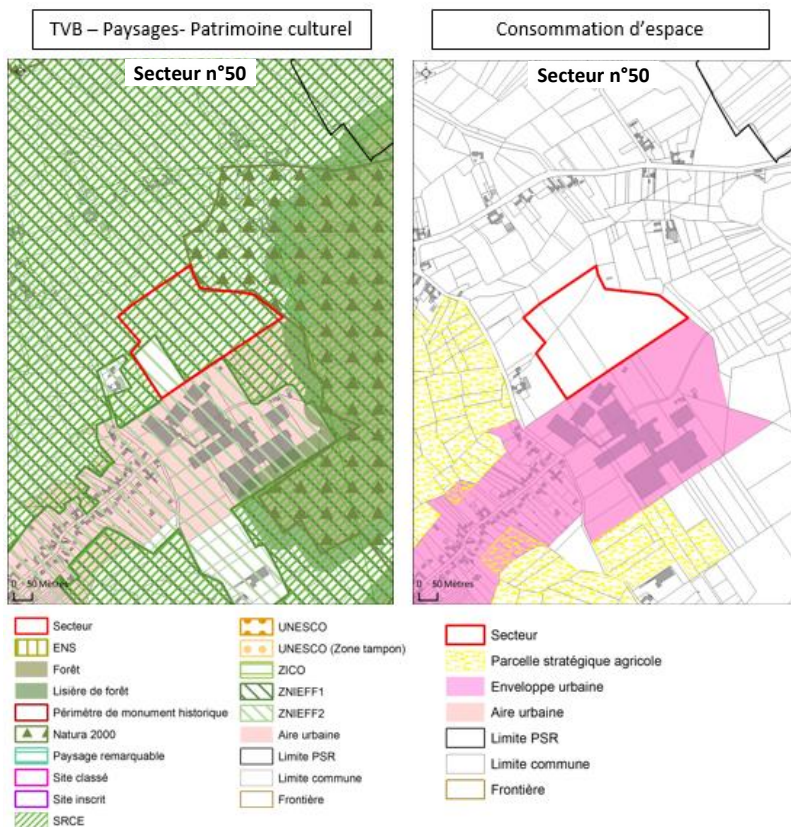 TVB – Paysages- Patrimoine culturel
Consommation d'espace
Secteur n°50
Secteur n°50
0 50 Mètres
0 50 Mètres
Secteur
ENS
Forêt
Lisière de forêt
Périmètre de monument historique
Natura 2000
Paysage remarquable
Site classé
Site inscrit
SRCE
UNESCO
UNESCO (Zone tampon)
ZICO
ZNIEFF1
ZNIEFF2
Aire urbaine
Limite PSR
Limite commune
Frontière
Secteur
Parcelle stratégique agricole
Enveloppe urbaine
Aire urbaine
Limite PSR
Limite commune
Frontière